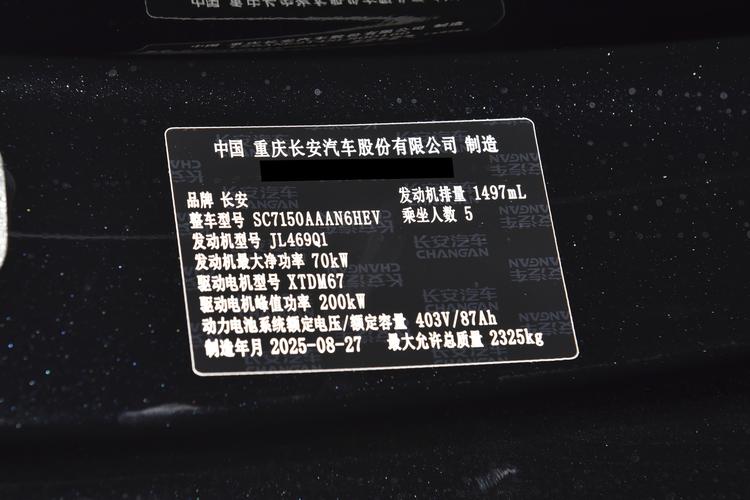 中国 重庆长安汽车股份有限公司 制造
品牌 长安 发动机排量 1497mL
整车型号 SC7150AAAN6HEV 乘坐人数 5
发动机型号 JL469Q1
发动机最大净功率 70kW
驱动电机型号 XTDM67
驱动电机峰值功率 200kW
动力电池系统额定电压/额定容量 403V/87Ah
制造年月 2025-08-27 最大允许总质量 2325kg
长安汽车
CHANGAN